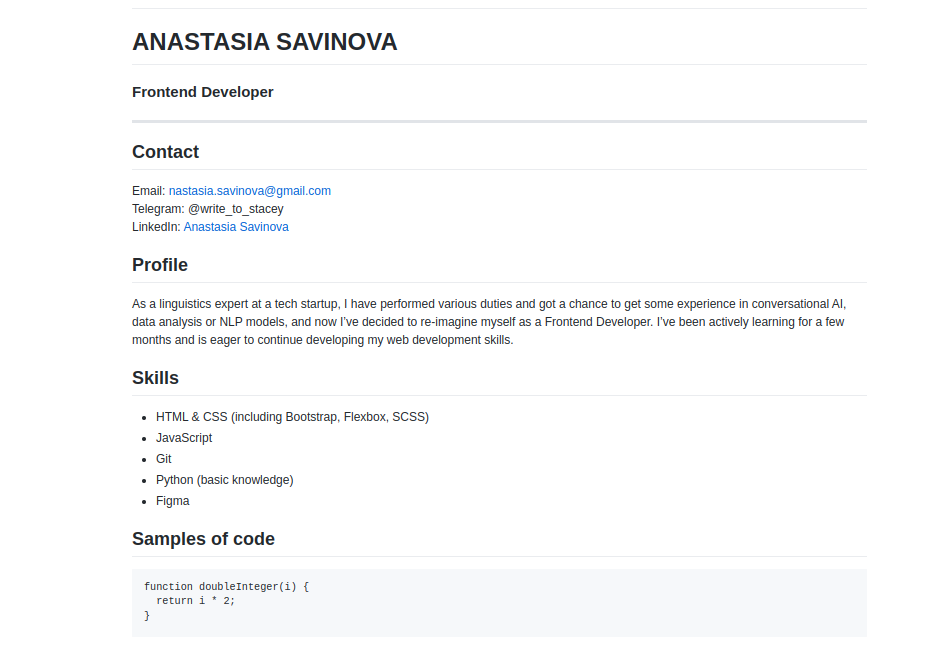 ANASTASIA SAVINOVA
Frontend Developer
Contact
Email: nastasia.savinova@gmail.com
Telegram: @write_to_stacey
LinkedIn: Anastasia Savinova
Profile
As a linguistics expert at a tech startup, I have performed various duties and got a chance to get some experience in conversational AI,
data analysis or NLP models, and now I've decided to re-imagine myself as a Frontend Developer. I've been actively learning for a few
months and is eager to continue developing my web development skills.
Skills
• HTML & CSS (including Bootstrap, Flexbox, SCSS)
• JavaScript
• Git
• Python (basic knowledge)
• Figma
Samples of code
function doubleInteger(i) {
  return i * 2;
}